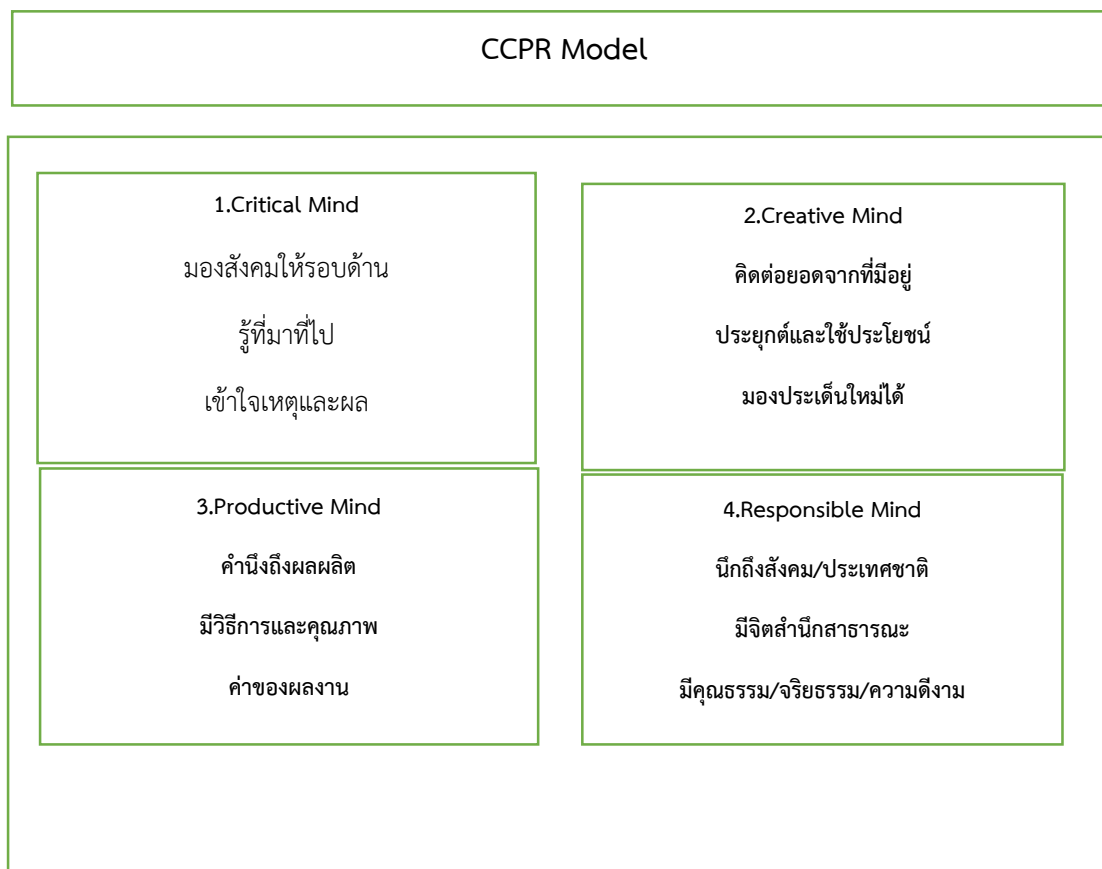 CCPR Model
1.Critical Mind
มองสังคมให้รอบด้าน
รู้ที่มาที่ไป
เข้าใจเหตุและผล
2.Creative Mind
คิดต่อยอดจากที่มีอยู่
ประยุกต์และใช้ประโยชน์
มองประเด็นใหม่ได้
3.Productive Mind
คำนึงถึงผลผลิต
มีวิธีการและคุณภาพ
ค่าของผลงาน
4.Responsible Mind
นึกถึงสังคม/ประเทศชาติ
มีจิตสำนึกสาธารณะ
มีคุณธรรม/จริยธรรม/ความดีงาม